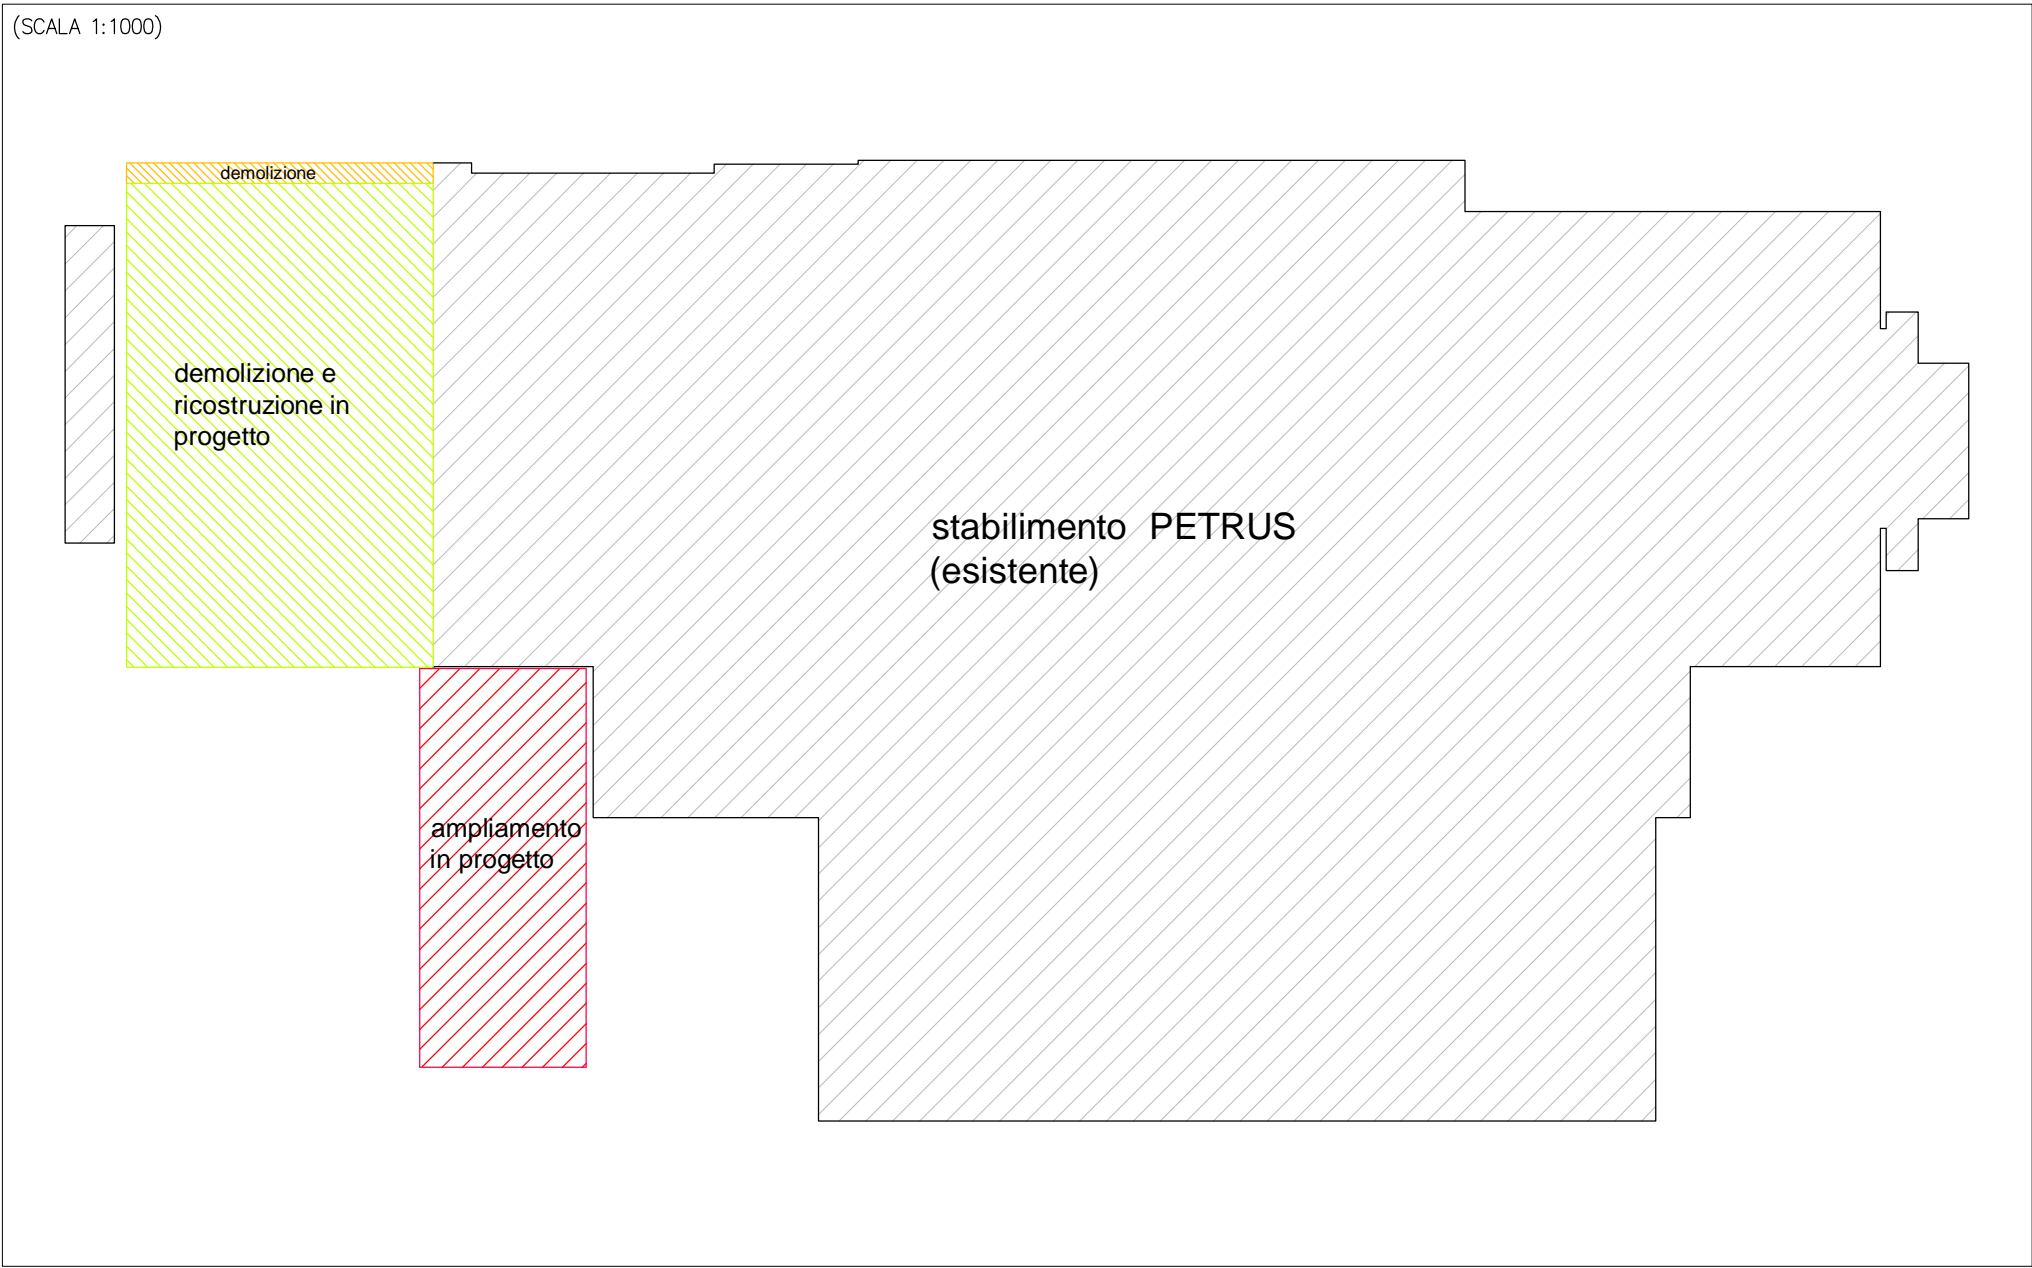 (SCALA 1:1000)
demolizione
demolizione e
ricostruzione in
progetto
stabilimento PETRUS
(esistente)
ampliamento
in progetto